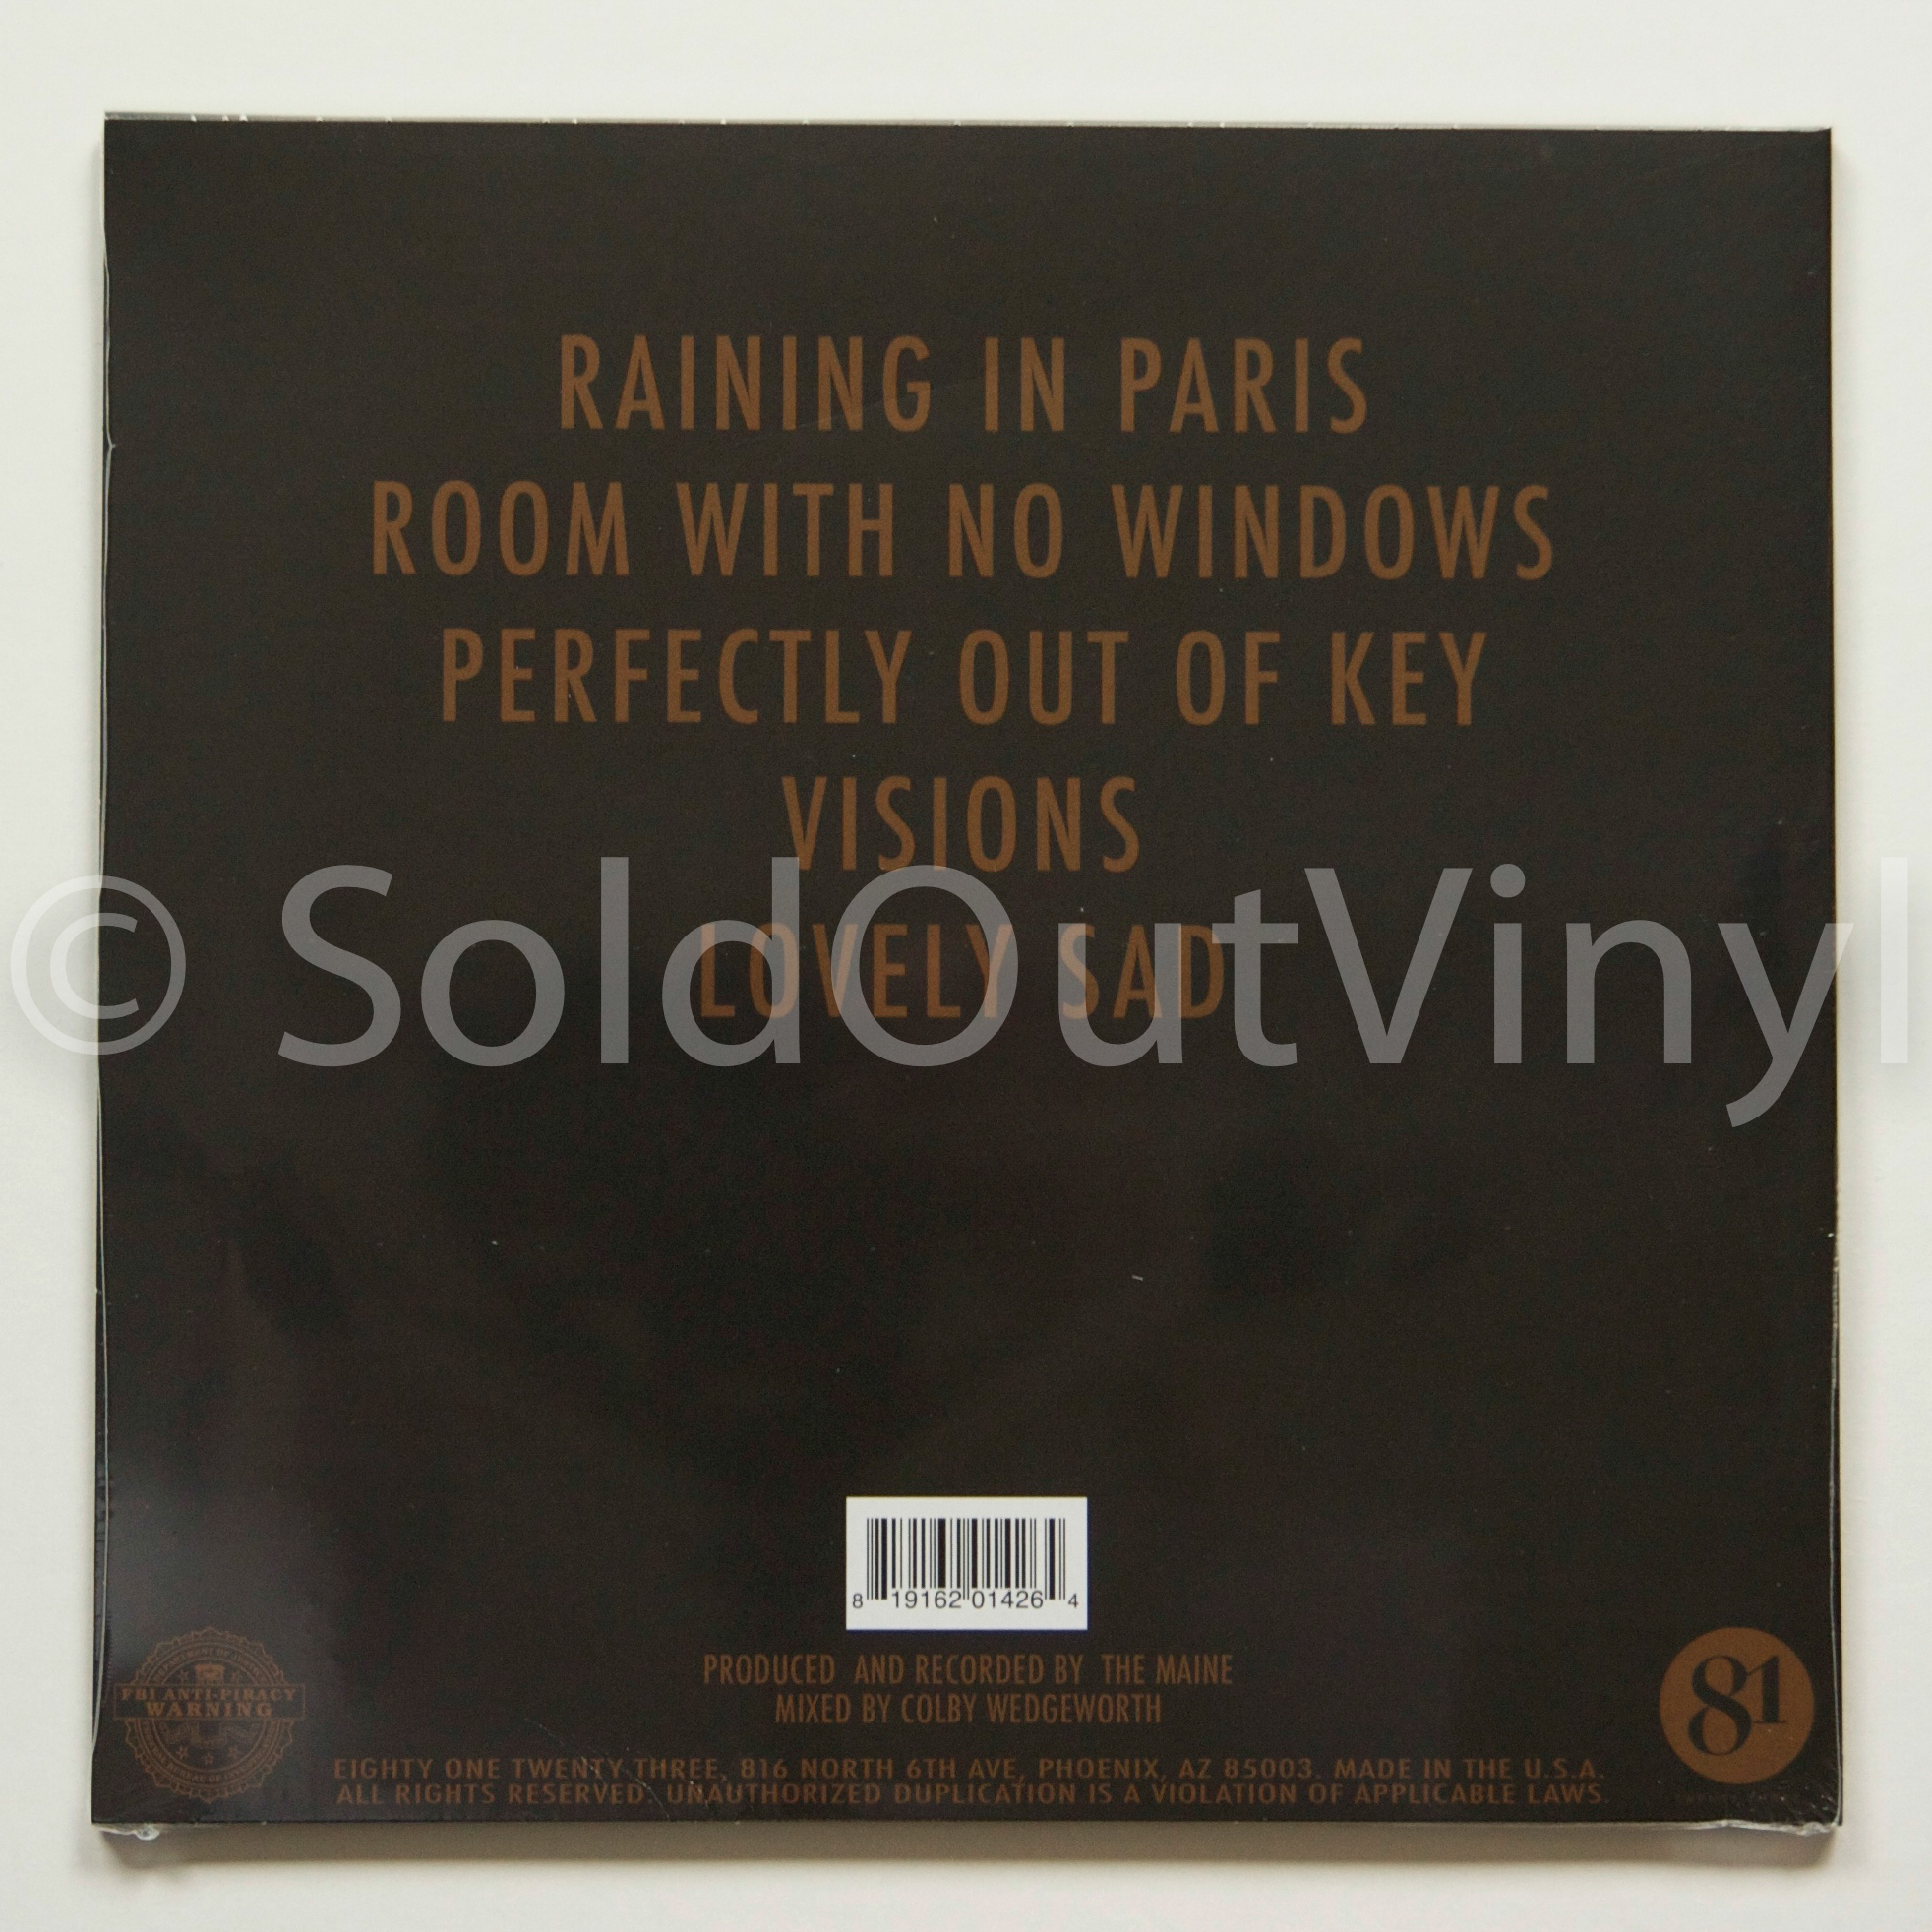 RAINING IN PARIS
ROOM WITH NO WINDOWS
PERFECTLY OUT OF KEY
VISIONS
LOVELY SAD
© SoldOutVinyl
8 19162 01426 4
PRODUCED AND RECORDED BY THE MAINE
MIXED BY COLBY WEDGEWORTH
FBI ANTI-PIRACY
WARNING
81
EIGHTY ONE TWENTY THREE, 816 NORTH 6TH AVE, PHOENIX, AZ 85003. MADE IN THE U.S.A.
ALL RIGHTS RESERVED. UNAUTHORIZED DUPLICATION IS A VIOLATION OF APPLICABLE LAWS.